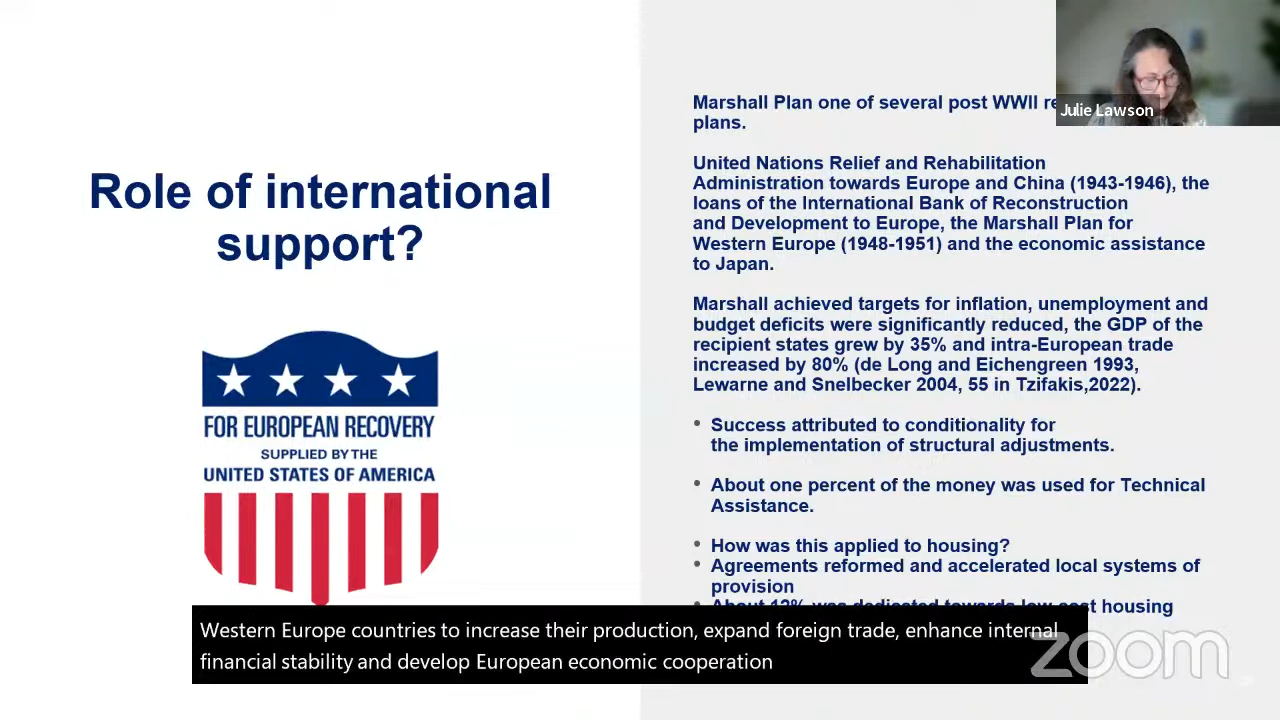 Role of international
support?
FOR EUROPEAN RECOVERY
SUPPLIED BY THE
UNITED STATES OF AMERICA
Marshall Plan one of several post WWII
plans.
United Nations Relief and Rehabilitation
Administration towards Europe and China (1943-1946), the
loans of the International Bank of Reconstruction
and Development to Europe, the Marshall Plan for
Western Europe (1948-1951) and the economic assistance
to Japan.
Marshall achieved targets for inflation, unemployment and
budget deficits were significantly reduced, the GDP of the
recipient states grew by 35% and intra-European trade
increased by 80% (de Long and Eichengreen 1993,
Lewarne and Snelbecker 2004, 55 in Tzifakis,2022).
• Success attributed to conditionality for
the implementation of structural adjustments.
• About one percent of the money was used for Technical
Assistance.
• How was this applied to housing?
• Agreements reformed and accelerated local systems of
provision
• About 12% was dedicated towards low cost housing
Julie Lawson
Western Europe countries to increase their production, expand foreign trade, enhance internal
financial stability and develop European economic cooperation
zoom